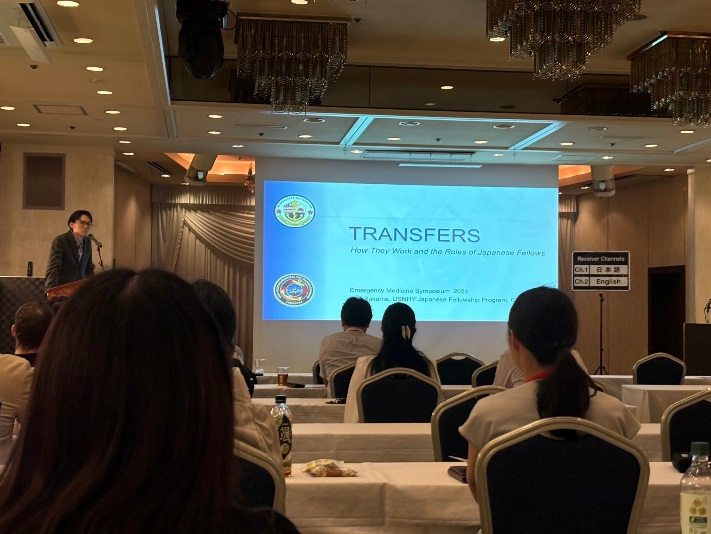 TRANSFERS
How They Work and the Roles of Japanese Fellows
Emergency Medicine Symposium 2024
USNHY Japanese Fellowship Program,
Receiver Channels
Ch.1 日本語
Ch.2 English